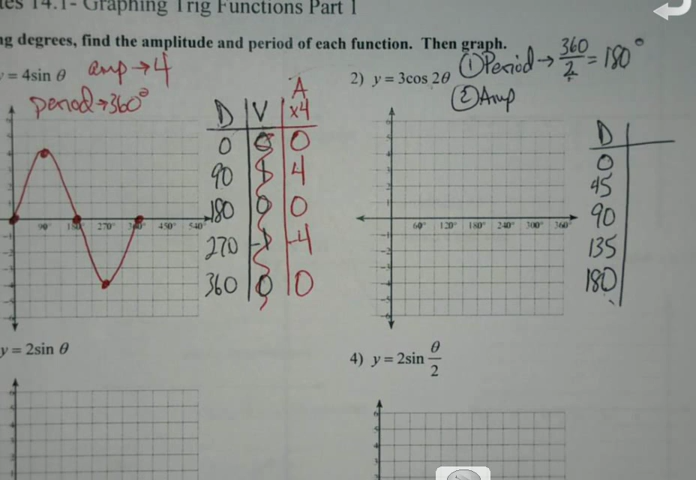 14.1- Graphing Trig Functions Part 1
degrees, find the amplitude and period of each function. Then graph.
= 4sin θ
amp → 4
period → 360°
D | V | A x4
0 | 0 | 0
90 | 1 | 4
180 | 0 | 0
270 | -1 | -4
360 | 0 | 0
90° 180° 270° 360° 450° 540°
2) y = 3cos 2θ
① Period → 360/2 = 180°
② Amp
60° 120° 180° 240° 300° 360°
D
0
45
90
135
180
y = 2sin θ
4) y = 2sin θ/2